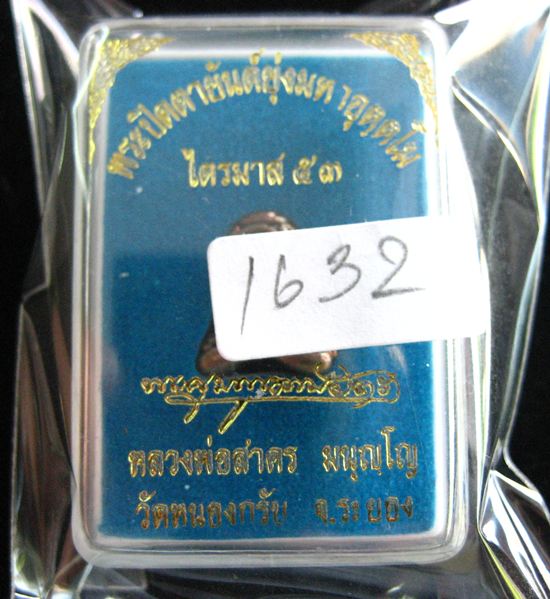 พระปิดตายันต์ยุ่งมหาอุตฺตโม
ไตรมาส ๕๓
1632
หลวงพ่อสาคร มนุญฺโญ
วัดหนองกรับ จ.ระยอง